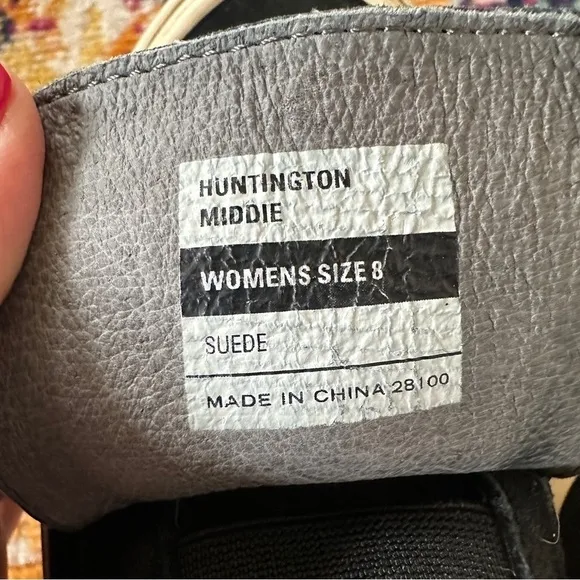 HUNTINGTON
MIDDIE
WOMENS SIZE 8
SUEDE
MADE IN CHINA 28100